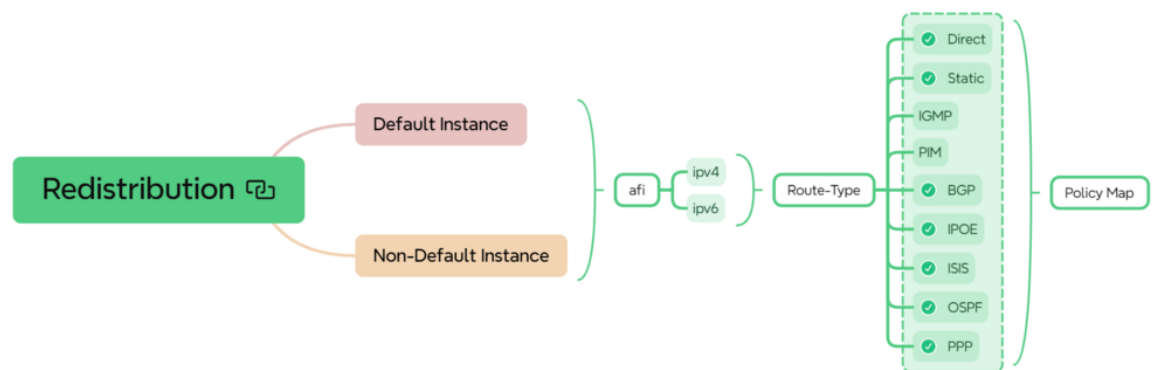 Redistribution
Default Instance
Non-Default Instance
afi
ipv4
ipv6
Route-Type
Direct
Static
IGMP
PIM
BGP
IPOE
ISIS
OSPF
PPP
Policy Map